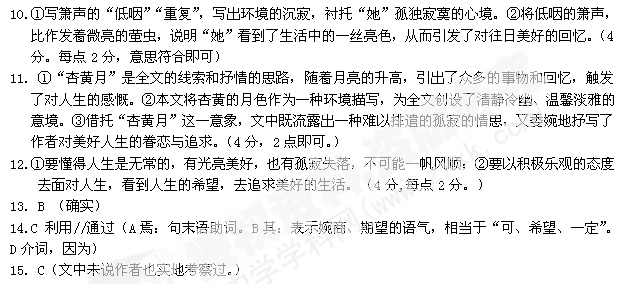 10.①写箫声的“低咽”“重复”，写出环境的沉寂，衬托“她”孤独寂寞的心境。②将低咽的箫声，
比作发着微亮的萤虫，说明“她”看到了生活中的一丝亮色，从而引发了对往日美好的回忆。（4
分。每点 2 分，意思符合即可）
11. ①“杏黄月”是全文的线索和抒情的思路，随着月亮的升高，引出了众多的事物和回忆，触发
了对人生的感慨。②本文将杏黄的月色作为一种环境描写，为全文创设了清静冷幽、温馨淡雅的
意境。③借托“杏黄月”这一意象，文中既流露出一种难以排遣的孤寂的情思，又委婉地抒写了
作者对美好人生的眷恋与追求。（4 分，2 点即可。）
12.①要懂得人生是无常的，有光亮美好，也有孤寂失落，不可能一帆风顺；②要以积极乐观的态度
去面对人生，看到人生的希望，去追求美好的生活。（4 分,每点 2 分。）
13. B （确实）
14.C 利用//通过（A 焉：句末语助词。B 其：表示婉商、期望的语气，相当于“可、希望、一定”。
D 介词，因为）
15. C（文中未说作者也实地考察过。）